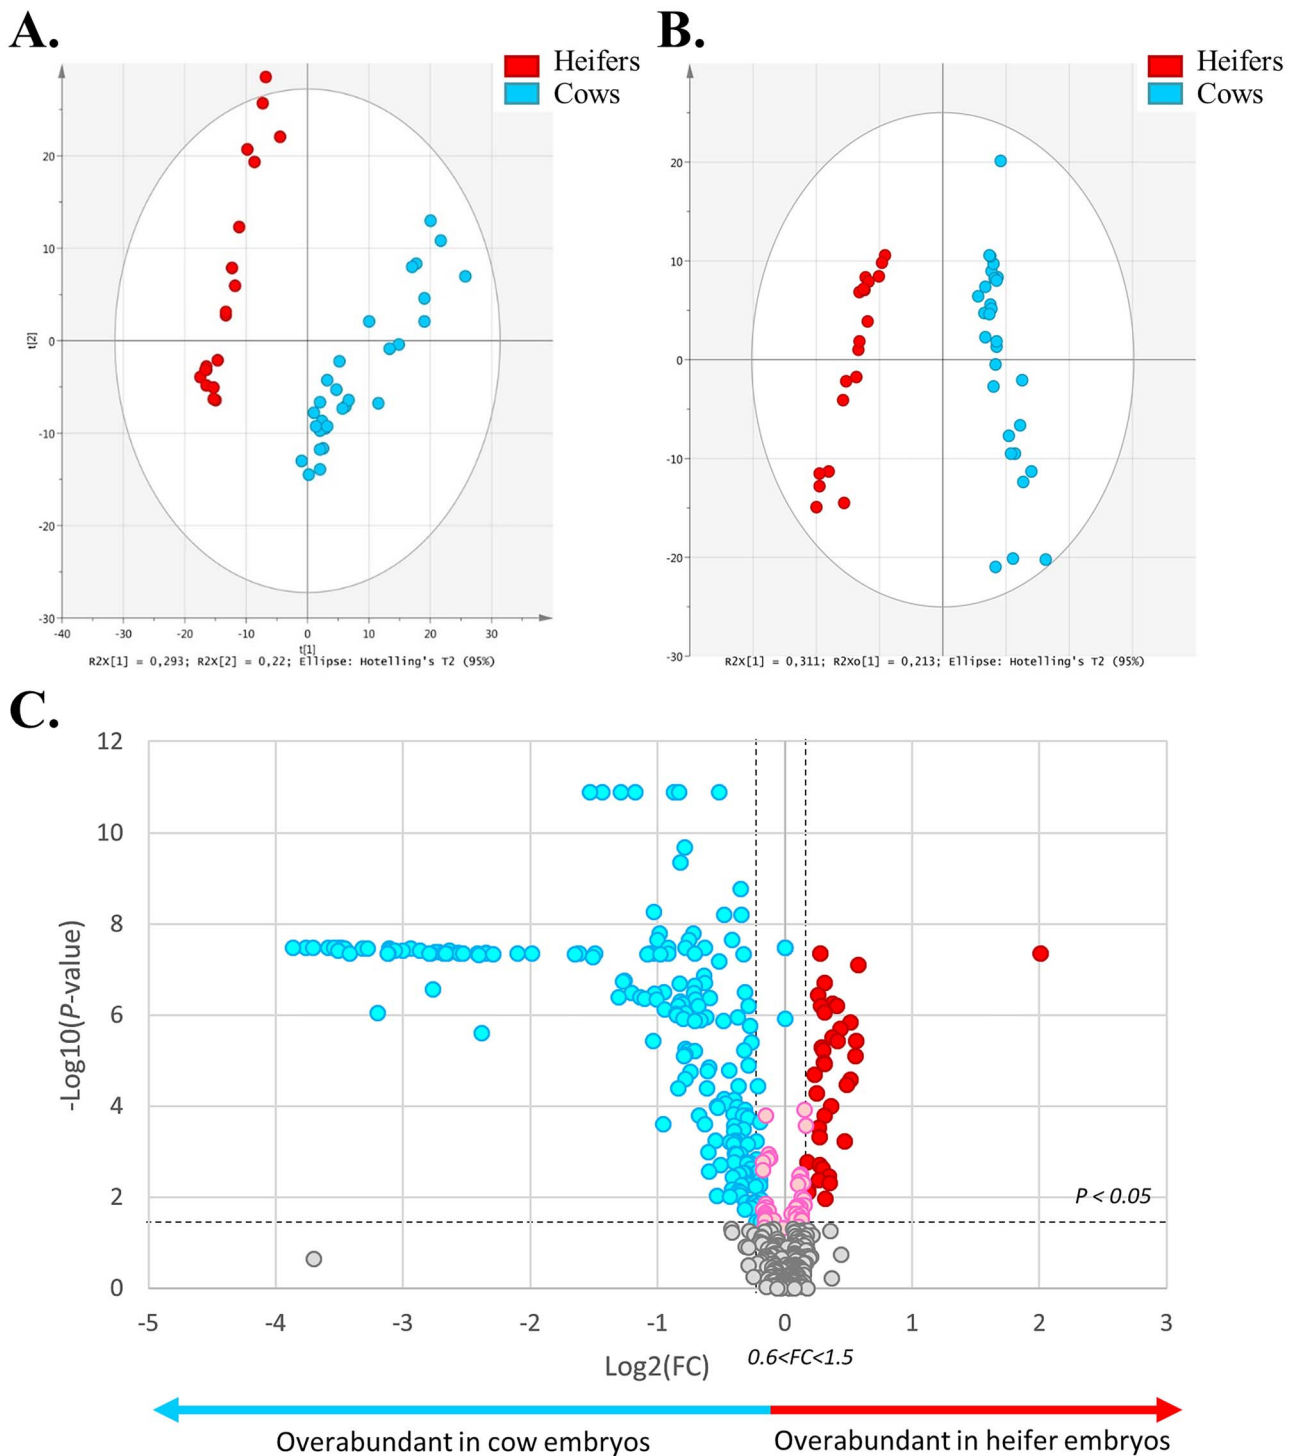 A.
Heifers
Cows
20
10
0
-10
-20
-30
t[2]
-40 -30 -20 -10 0 10 20 30
t[1]
R2X[1] = 0,293; R2X[2] = 0,22; Ellipse: Hotelling's T2 (95%)
B.
Heifers
Cows
20
10
0
-10
-20
-30
R2X[1] = 0,311; R2Xo[1] = 0,213; Ellipse: Hotelling's T2 (95%)
C.
12
10
8
6
4
2
0
-Log10(P-value)
P < 0.05
-5 -4 -3 -2 -1 0 1 2 3
Log2(FC)
0.6<FC<1.5
Overabundant in cow embryos
Overabundant in heifer embryos